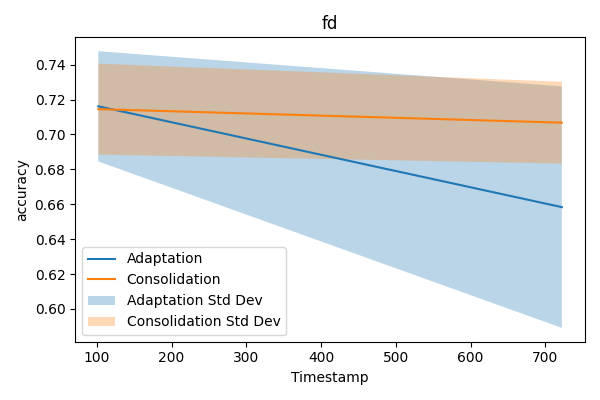 fd
accuracy
0.74
0.72
0.70
0.68
0.66
0.64
0.62
0.60
Adaptation
Consolidation
Adaptation Std Dev
Consolidation Std Dev
100 200 300 400 500 600 700
Timestamp